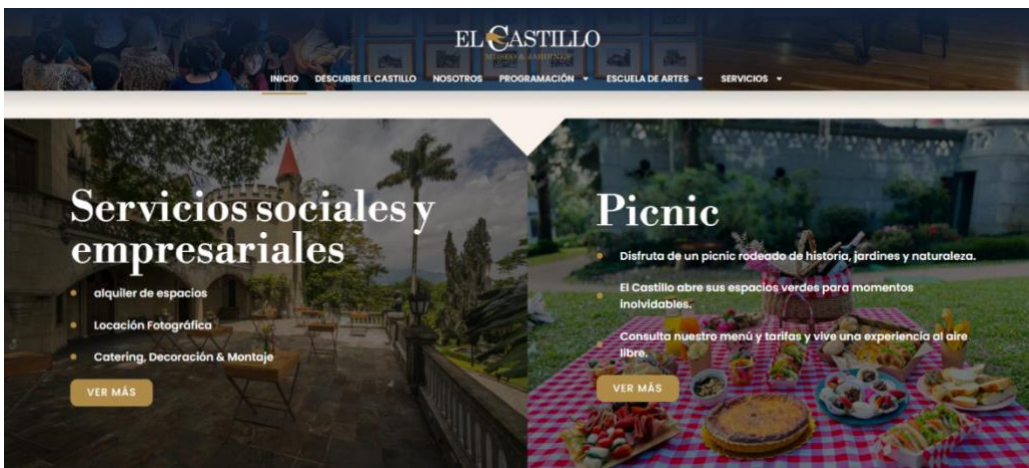 EL CASTILLO
MUSEO & JARDINES
INICIO DESCUBRE EL CASTILLO NOSOTROS PROGRAMACIÓN ESCUELA DE ARTES SERVICIOS
Servicios sociales y
empresariales
alquiler de espacios
Locación Fotográfica
Catering, Decoración & Montaje
VER MÁS
Picnic
Disfruta de un picnic rodeado de historia, jardines y naturaleza.
El Castillo abre sus espacios verdes para momentos
inolvidables.
Consulta nuestro menú y tarifas y vive una experiencia al aire
libre.
VER MÁS